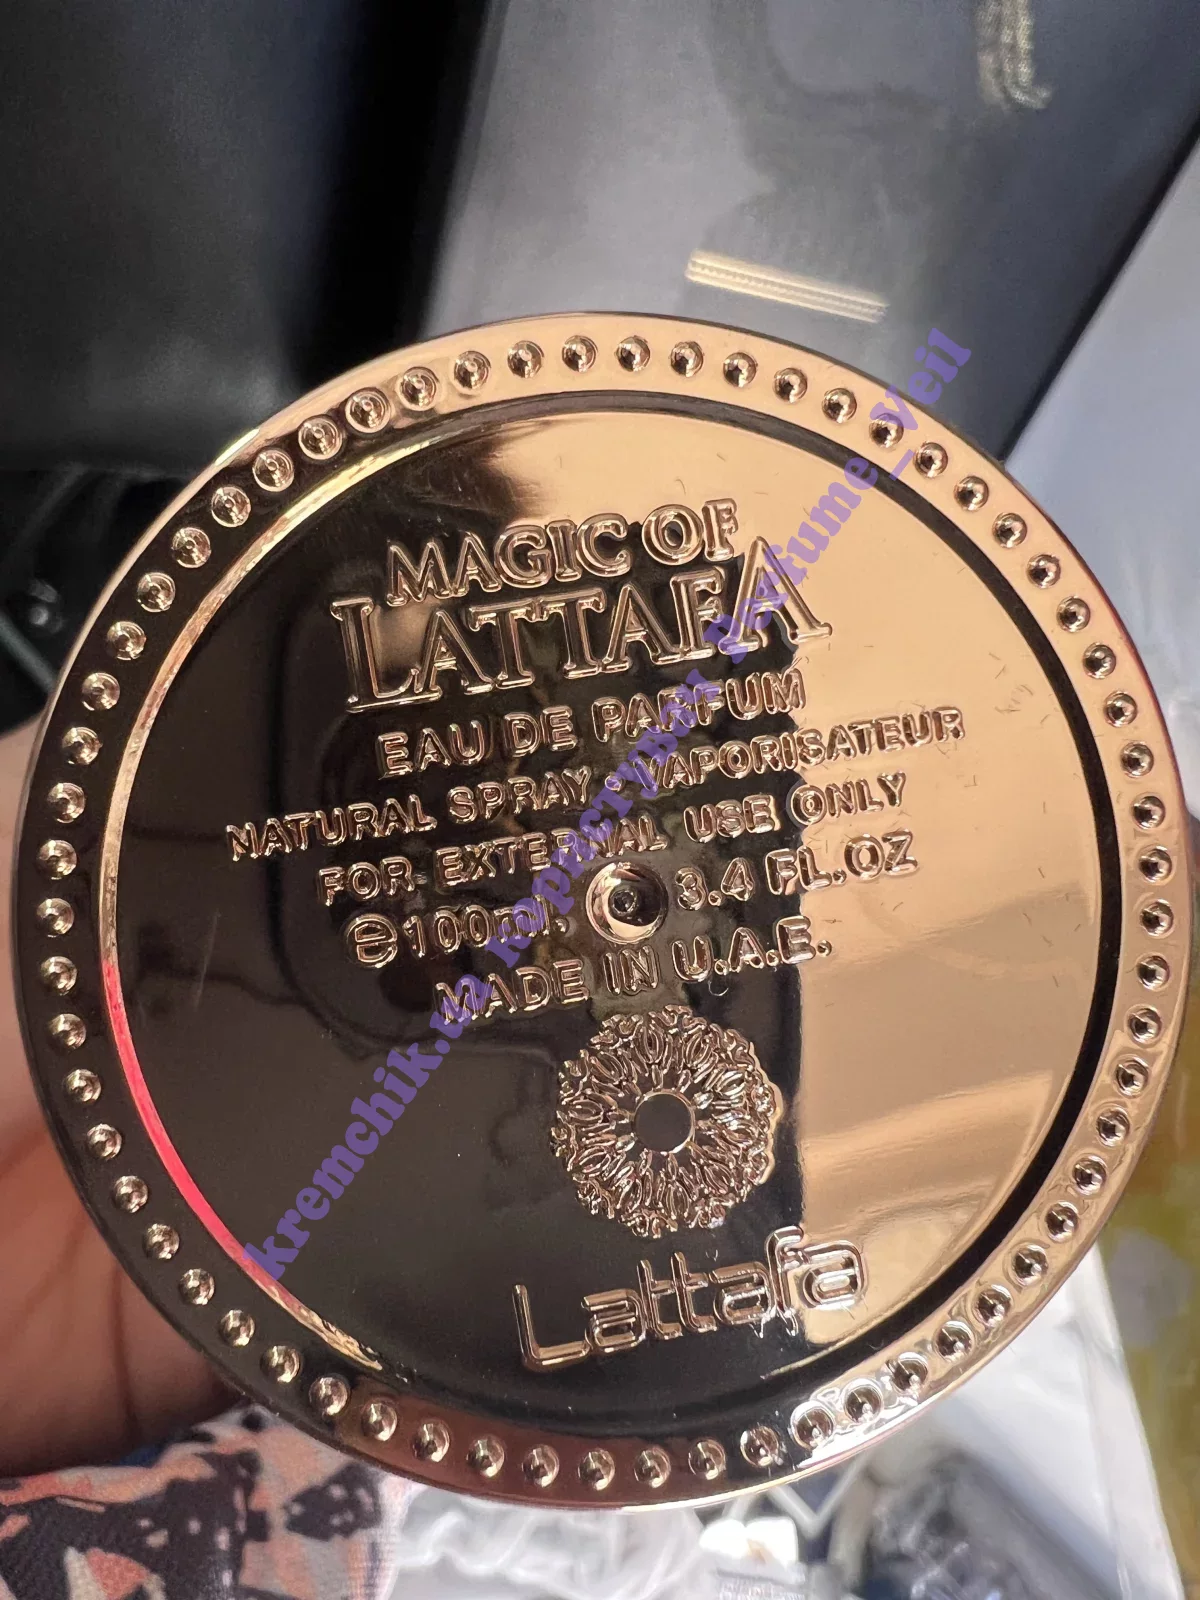 MAGIC OF
LATTAFA
EAU DE PARFUM
NATURAL SPRAY • VAPORISATEUR
FOR EXTERNAL USE ONLY
℮100ml. 3.4 FL.OZ
MADE IN U.A.E.
Lattafa
kremchik.ua користувач Perfume_veil